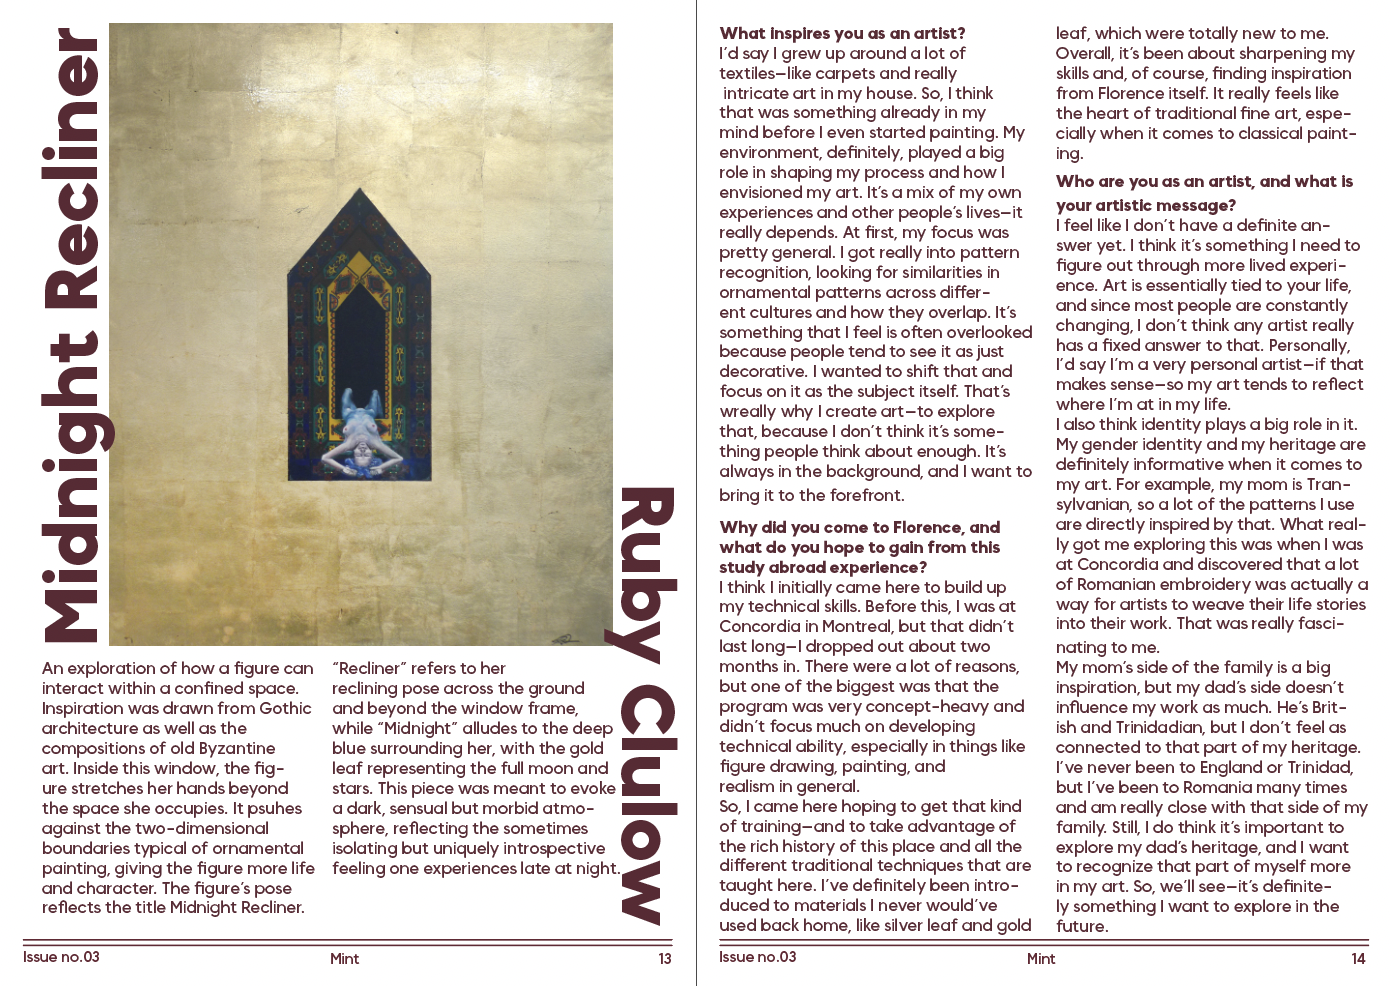 Midnight Recliner
An exploration of how a figure can
interact within a confined space.
Inspiration was drawn from Gothic
architecture as well as the
compositions of old Byzantine
art. Inside this window, the fig-
ure stretches her hands beyond
the space she occupies. It psuhes
against the two-dimensional
boundaries typical of ornamental
painting, giving the figure more life
and character. The figure's pose
reflects the title Midnight Recliner.
"Recliner" refers to her
reclining pose across the ground
and beyond the window frame,
while "Midnight" alludes to the deep
blue surrounding her, with the gold
leaf representing the full moon and
stars. This piece was meant to evoke
a dark, sensual but morbid atmo-
sphere, reflecting the sometimes
isolating but uniquely introspective
feeling one experiences late at night.
Ruby Clulow
Issue no.03
Mint
13
What inspires you as an artist?
I'd say I grew up around a lot of
textiles—like carpets and really
intricate art in my house. So, I think
that was something already in my
mind before I even started painting. My
environment, definitely, played a big
role in shaping my process and how I
envisioned my art. It's a mix of my own
experiences and other people's lives—it
really depends. At first, my focus was
pretty general. I got really into pattern
recognition, looking for similarities in
ornamental patterns across differ-
ent cultures and how they overlap. It's
something that I feel is often overlooked
because people tend to see it as just
decorative. I wanted to shift that and
focus on it as the subject itself. That's
wreally why I create art—to explore
that, because I don't think it's some-
thing people think about enough. It's
always in the background, and I want to
bring it to the forefront.
Why did you come to Florence, and
what do you hope to gain from this
study abroad experience?
I think I initially came here to build up
my technical skills. Before this, I was at
Concordia in Montreal, but that didn't
last long—I dropped out about two
months in. There were a lot of reasons,
but one of the biggest was that the
program was very concept-heavy and
didn't focus much on developing
technical ability, especially in things like
figure drawing, painting, and
realism in general.
So, I came here hoping to get that kind
of training—and to take advantage of
the rich history of this place and all the
different traditional techniques that are
taught here. I've definitely been intro-
duced to materials I never would've
used back home, like silver leaf and gold
leaf, which were totally new to me.
Overall, it's been about sharpening my
skills and, of course, finding inspiration
from Florence itself. It really feels like
the heart of traditional fine art, espe-
cially when it comes to classical paint-
ing.
Who are you as an artist, and what is
your artistic message?
I feel like I don't have a definite an-
swer yet. I think it's something I need to
figure out through more lived experi-
ence. Art is essentially tied to your life,
and since most people are constantly
changing, I don't think any artist really
has a fixed answer to that. Personally,
I'd say I'm a very personal artist—if that
makes sense—so my art tends to reflect
where I'm at in my life.
I also think identity plays a big role in it.
My gender identity and my heritage are
definitely informative when it comes to
my art. For example, my mom is Tran-
sylvanian, so a lot of the patterns I use
are directly inspired by that. What real-
ly got me exploring this was when I was
at Concordia and discovered that a lot
of Romanian embroidery was actually a
way for artists to weave their life stories
into their work. That was really fasci-
nating to me.
My mom's side of the family is a big
inspiration, but my dad's side doesn't
influence my work as much. He's Brit-
ish and Trinidadian, but I don't feel as
connected to that part of my heritage.
I've never been to England or Trinidad,
but I've been to Romania many times
and am really close with that side of my
family. Still, I do think it's important to
explore my dad's heritage, and I want
to recognize that part of myself more
in my art. So, we'll see—it's definite-
ly something I want to explore in the
future.
Issue no.03
Mint
14